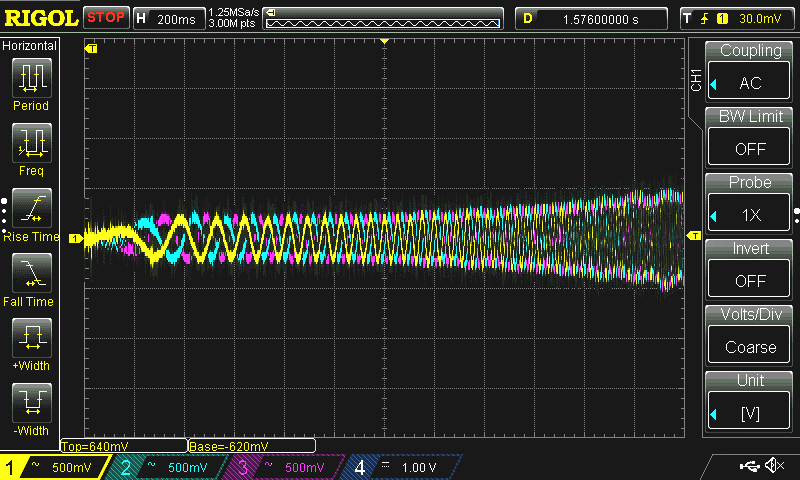 RIGOL STOP H 200ms 1.25MSa/s 3.00M pts D 1.57600000 s T 1 30.0mV
Horizontal
Period
Freq
Rise Time
Fall Time
+Width
-Width
T
T
1
T
CH1
Coupling
AC
BW Limit
OFF
Probe
1X
Invert
OFF
Volts/Div
Coarse
Unit
[V]
Top=640mV Base=-620mV
1 ~ 500mV 2 ~ 500mV 3 ~ 500mV 4 1.00 V